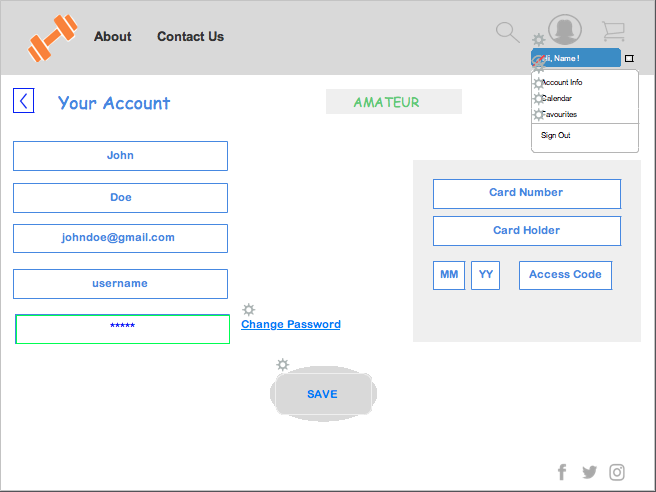 About
Contact Us
Hi, Name !
Account Info
Calendar
Favourites
Sign Out
Your Account
AMATEUR
John
Doe
johndoe@gmail.com
username
*****
Change Password
Card Number
Card Holder
MM
YY
Access Code
SAVE